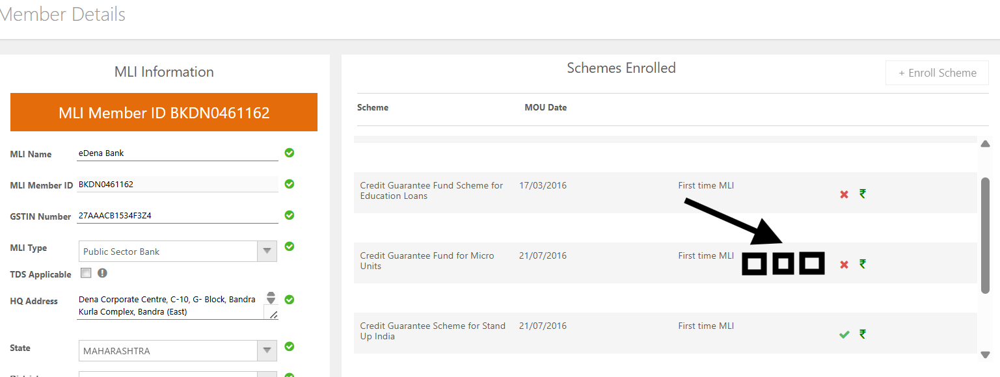 Member Details
MLI Information
MLI Member ID BKDN0461162
MLI Name eDena Bank
MLI Member ID BKDN0461162
GSTIN Number 27AAACB1534F3Z4
MLI Type Public Sector Bank
TDS Applicable
HQ Address Dena Corporate Centre, C-10, G- Block, Bandra
Kurla Complex, Bandra (East)
State MAHARASHTRA
Schemes Enrolled
+ Enroll Scheme
Scheme MOU Date
Credit Guarantee Fund Scheme for 17/03/2016 First time MLI
Education Loans
₹
Credit Guarantee Fund for Micro 21/07/2016 First time MLI
Units
₹
Credit Guarantee Scheme for Stand 21/07/2016 First time MLI
Up India
₹